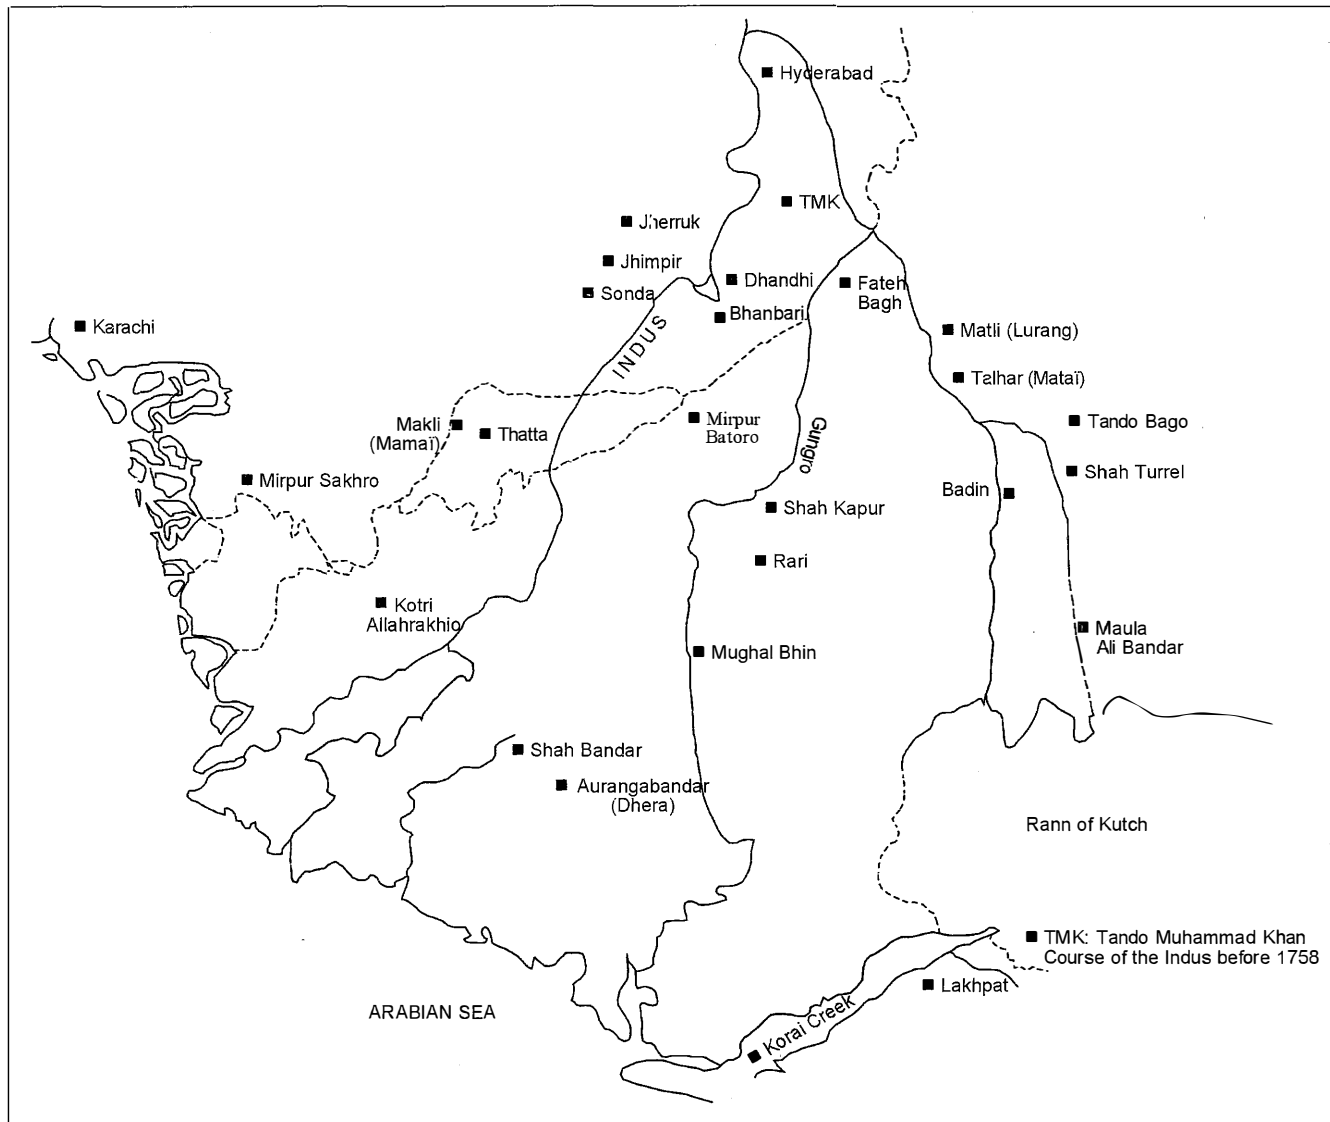 Hyderabad
TMK
Jherruk
Jhimpir
Sonda
Dhandhi
Bhanbari
Fateh
Bagh
Karachi
INDUS
Matli (Lurang)
Talhar (Mataï)
Makli
(Mamaï)
Thatta
Mirpur
Batoro
Gungro
Tando Bago
Mirpur Sakhro
Shah Turrel
Badin
Shah Kapur
Rari
Kotri
Allahrakhio
Maula
Ali Bandar
Mughal Bhin
Shah Bandar
Aurangabandar
(Dhera)
Rann of Kutch
TMK: Tando Muhammad Khan
Course of the Indus before 1758
Lakhpat
ARABIAN SEA
Korai Creek